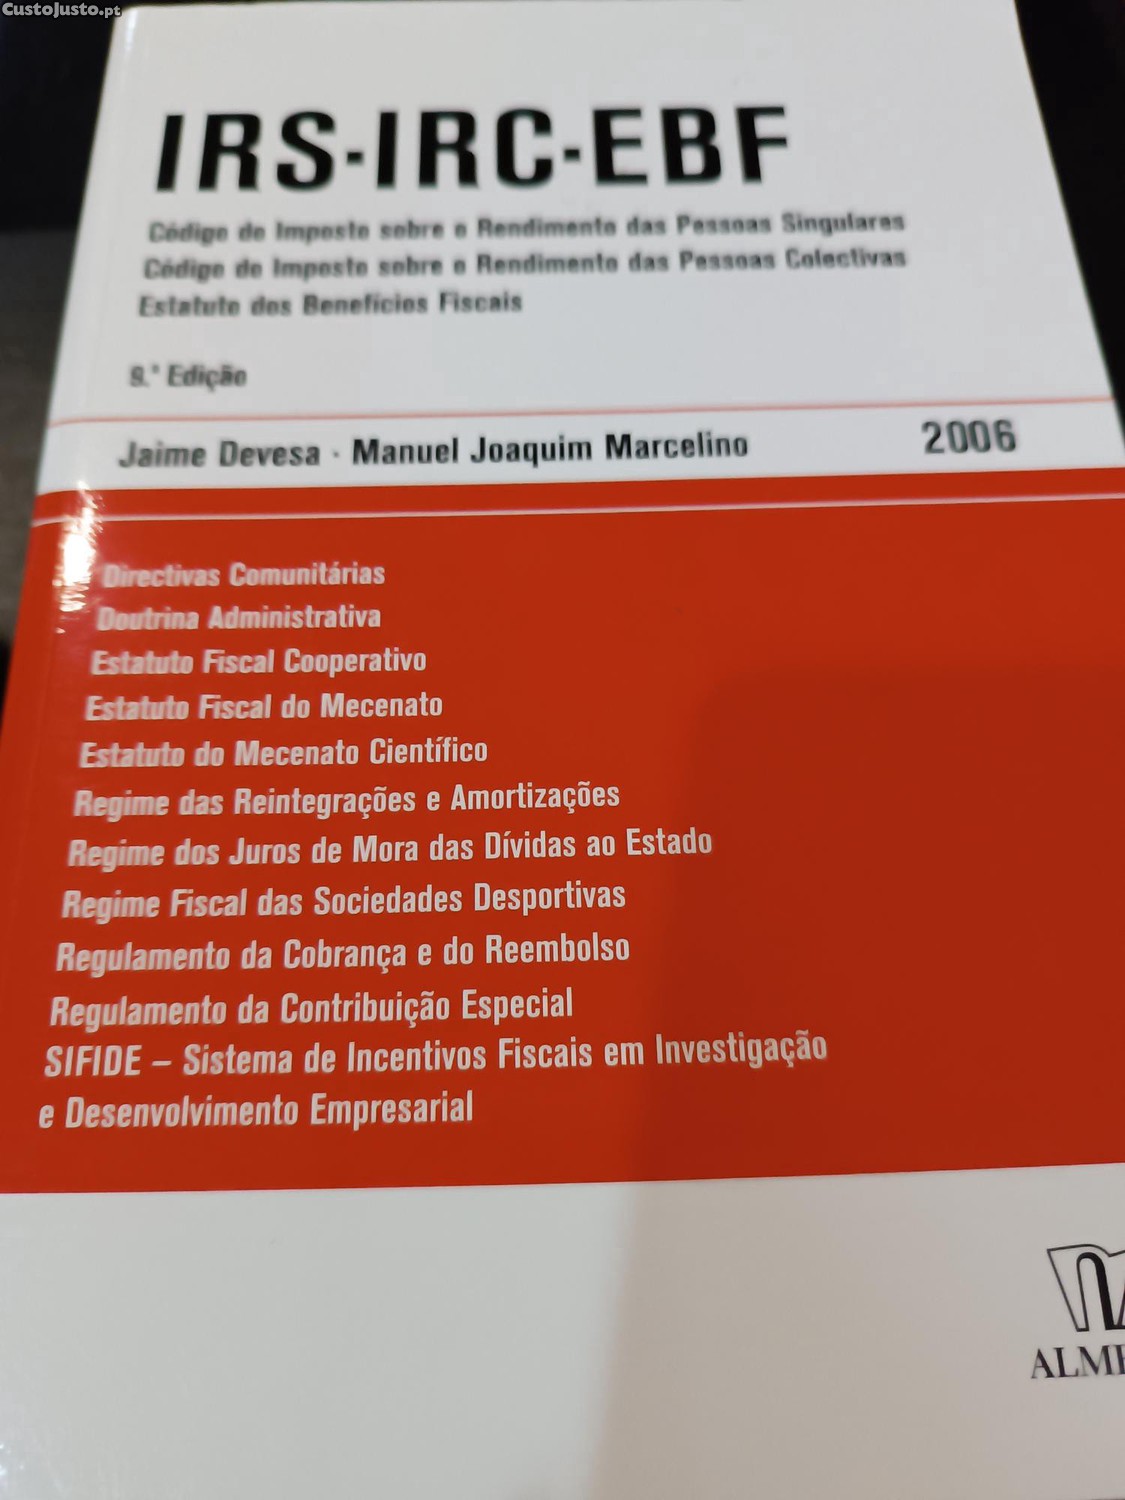 CustoJusto.pt
IRS-IRC-EBF
Código do Imposto sobre o Rendimento das Pessoas Singulares
Código do Imposto sobre o Rendimento das Pessoas Colectivas
Estatuto dos Benefícios Fiscais
9.ª Edição
Jaime Devesa · Manuel Joaquim Marcelino 2006
Directivas Comunitárias
Doutrina Administrativa
Estatuto Fiscal Cooperativo
Estatuto Fiscal do Mecenato
Estatuto do Mecenato Científico
Regime das Reintegrações e Amortizações
Regime dos Juros de Mora das Dívidas ao Estado
Regime Fiscal das Sociedades Desportivas
Regulamento da Cobrança e do Reembolso
Regulamento da Contribuição Especial
SIFIDE – Sistema de Incentivos Fiscais em Investigação
e Desenvolvimento Empresarial